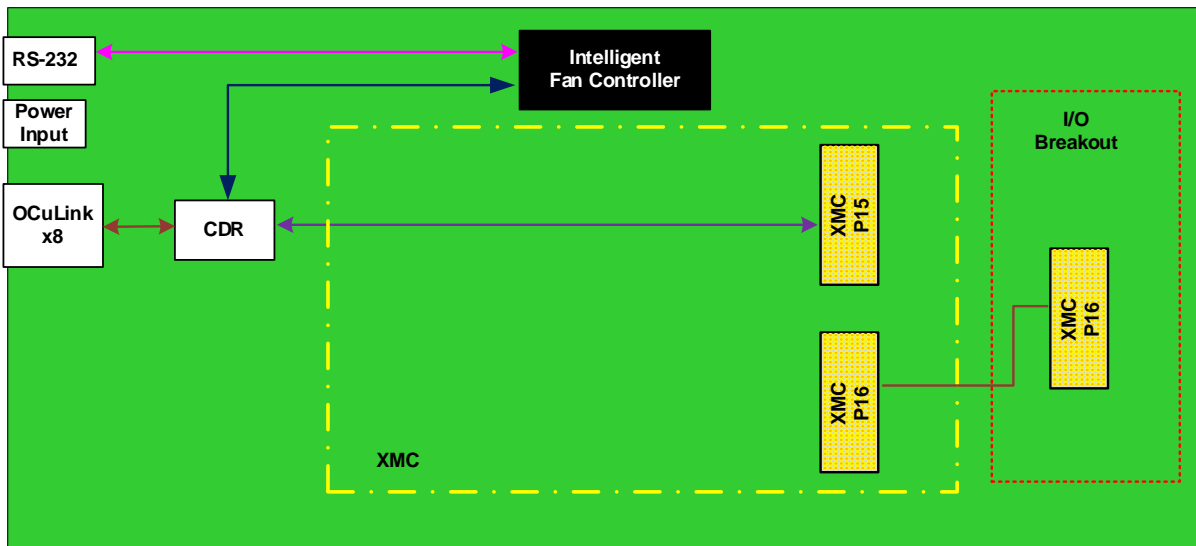 RS-232
Intelligent
Fan Controller
Power
Input
OCuLink
x8
CDR
XMC
P15
XMC
P16
XMC
I/O
Breakout
XMC
P16